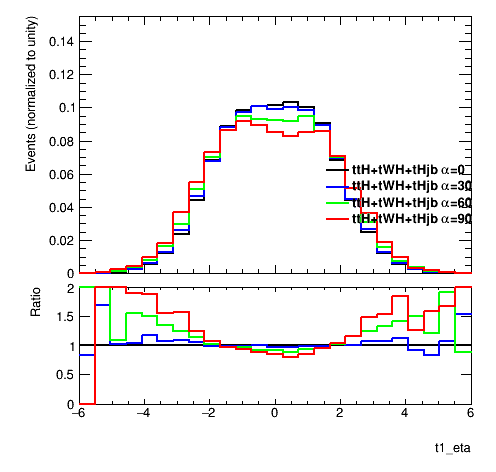 Events (normalized to unity)
0.14
0.12
0.1
0.08
0.06
0.04
0.02
0
ttH+tWH+tHjb α=0
ttH+tWH+tHjb α=30
ttH+tWH+tHjb α=60
ttH+tWH+tHjb α=90
Ratio
2
1.5
1
0.5
0
−6 −4 −2 0 2 4 6
t1_eta